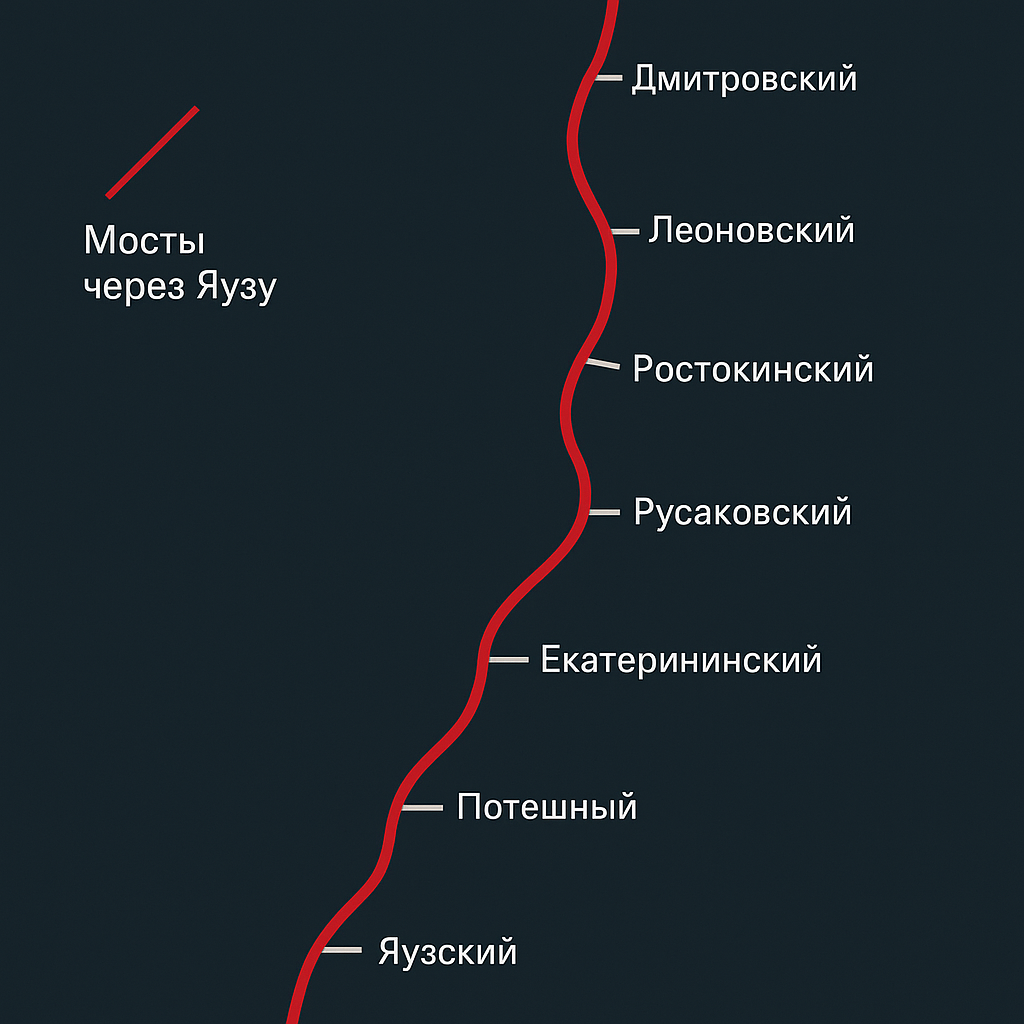 Мосты
через Яузу
Дмитровский
Леоновский
Ростокинский
Русаковский
Екатерининский
Потешный
Яузский